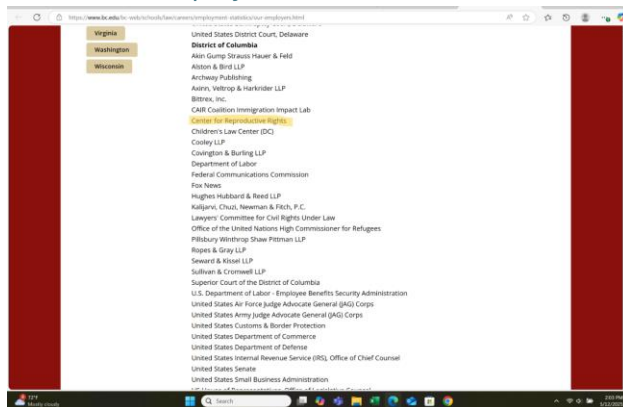 https://www.bc.edu/bc-web/schools/law/careers/employment-statistics/our-employers.html
Virginia
Washington
Wisconsin
United States District Court, Delaware
District of Columbia
Akin Gump Strauss Hauer & Feld
Alston & Bird LLP
Archway Publishing
Axinn, Veltrop & Harkrider LLP
Bittrex, Inc.
CAIR Coalition Immigration Impact Lab
Center for Reproductive Rights
Children's Law Center (DC)
Cooley LLP
Covington & Burling LLP
Department of Labor
Federal Communications Commission
Fox News
Hughes Hubbard & Reed LLP
Kalijarvi, Chuzi, Newman & Fitch, P.C.
Lawyers' Committee for Civil Rights Under Law
Office of the United Nations High Commissioner for Refugees
Pillsbury Winthrop Shaw Pittman LLP
Ropes & Gray LLP
Seward & Kissel LLP
Sullivan & Cromwell LLP
Superior Court of the District of Columbia
U.S. Department of Labor - Employee Benefits Security Administration
United States Air Force Judge Advocate General (JAG) Corps
United States Army Judge Advocate General (JAG) Corps
United States Customs & Border Protection
United States Department of Commerce
United States Department of Defense
United States Internal Revenue Service (IRS), Office of Chief Counsel
United States Senate
United States Small Business Administration
72°F
Mostly cloudy
Search
2:03 PM
5/12/2025